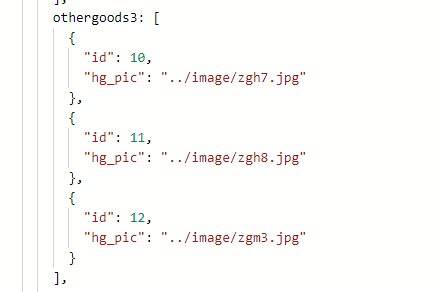 ],
othergoods3: [
{
"id": 10,
"hg_pic": "../image/zgh7.jpg"
},
{
"id": 11,
"hg_pic": "../image/zgh8.jpg"
},
{
"id": 12,
"hg_pic": "../image/zgm3.jpg"
}
],